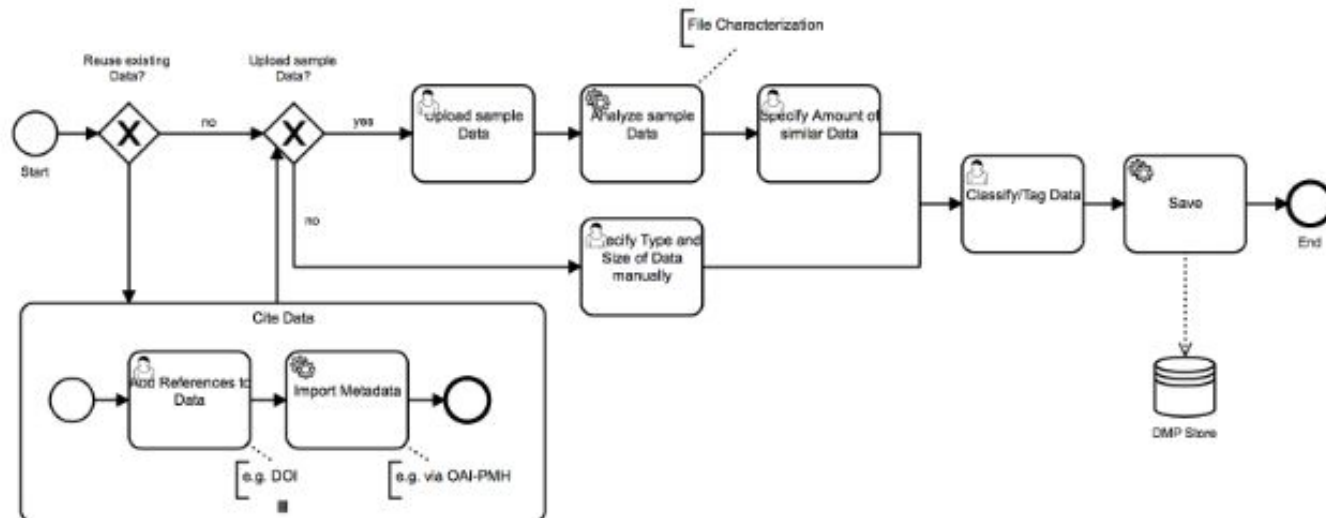 File Characterization
Reuse existing
Data?
Upload sample
Data?
Start
no
yes
no
Upload sample
Data
Analyze sample
Data
Specify Amount of
similar Data
ecify Type and
Size of Data
manually
Classify/Tag Data
Save
End
DMP Store
Cite Data
Add References to
Data
Import Metadata
e.g. DOI
e.g. via OAI-PMH